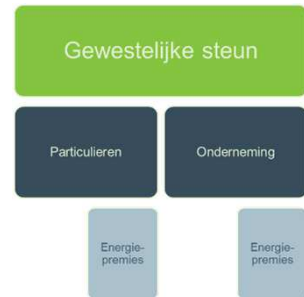 Gewestelijke steun
Particulieren
Onderneming
Energie-
premies
Energie-
premies